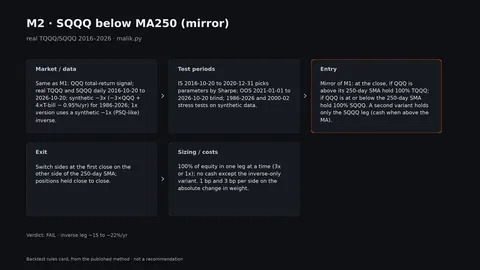 M2 · SQQQ below MA250 (mirror)
real TQQQ/SQQQ 2016–2026 · malik.py
Market / data
Same as M1: QQQ total-return signal;
real TQQQ and SQQQ daily 2016-10-20 to
2026-10-20; synthetic −3x (−3×QQQ +
4×T-bill − 0.95%/yr) for 1986-2026; 1x
version uses a synthetic −1x (PSQ-like)
inverse.
Test periods
IS 2016-10-20 to 2020-12-31 picks
parameters by Sharpe; OOS 2021-01-01 to
2026-10-20 blind; 1986-2026 and 2000-02
stress tests on synthetic data.
Entry
Mirror of M1: at the close, if QQQ is
above its 250-day SMA hold 100% TQQQ;
if QQQ is at or below the 250-day SMA
hold 100% SQQQ. A second variant holds
only the SQQQ leg (cash when above the
MA).
Exit
Switch sides at the first close on the
other side of the 250-day SMA;
positions held close to close.
Sizing / costs
100% of equity in one leg at a time (3x
or 1x); no cash except the inverse-only
variant. 1 bp and 3 bp per side on the
absolute change in weight.
Verdict: FAIL · inverse leg −15 to −22%/yr
Backtest rules card, from the published method · not a recommendation